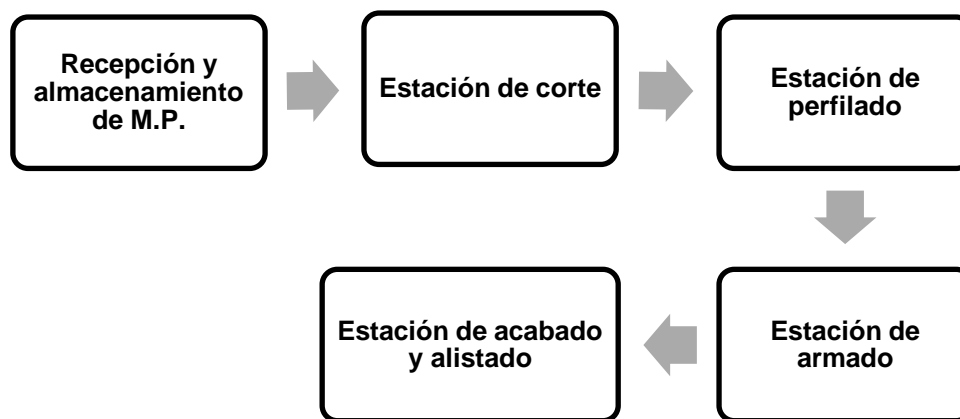 Recepción y
almacenamiento
de M.P.
Estación de corte
Estación de
perfilado
Estación de acabado
y alistado
Estación de
armado